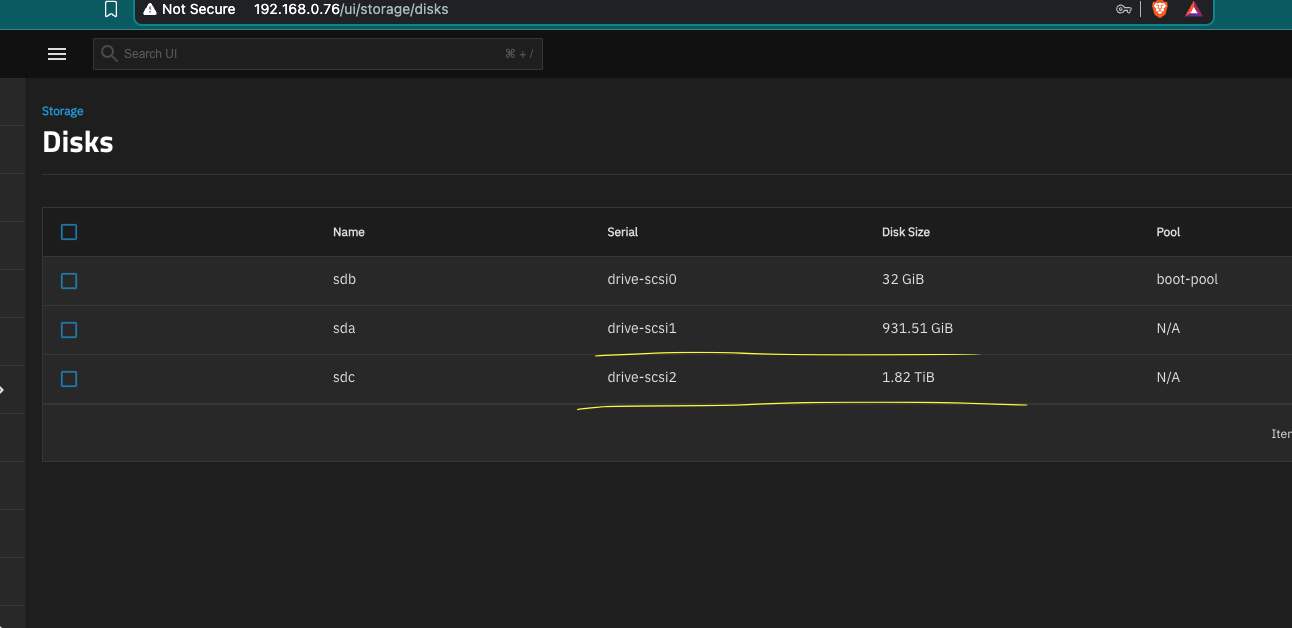 Not Secure 192.168.0.76/ui/storage/disks
Search UI ⌘ + /
Storage
Disks
Name Serial Disk Size Pool
sdb drive-scsi0 32 GiB boot-pool
sda drive-scsi1 931.51 GiB N/A
sdc drive-scsi2 1.82 TiB N/A